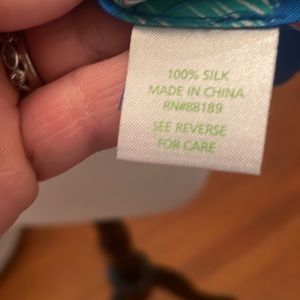 100% SILK
MADE IN CHINA
RN#88189
SEE REVERSE
FOR CARE